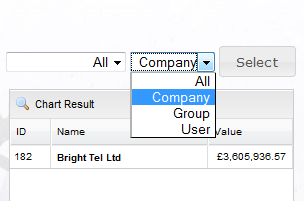 All Company Select
All
Company
Group
User
Chart Result
ID Name Value
182 Bright Tel Ltd £3,605,936.57